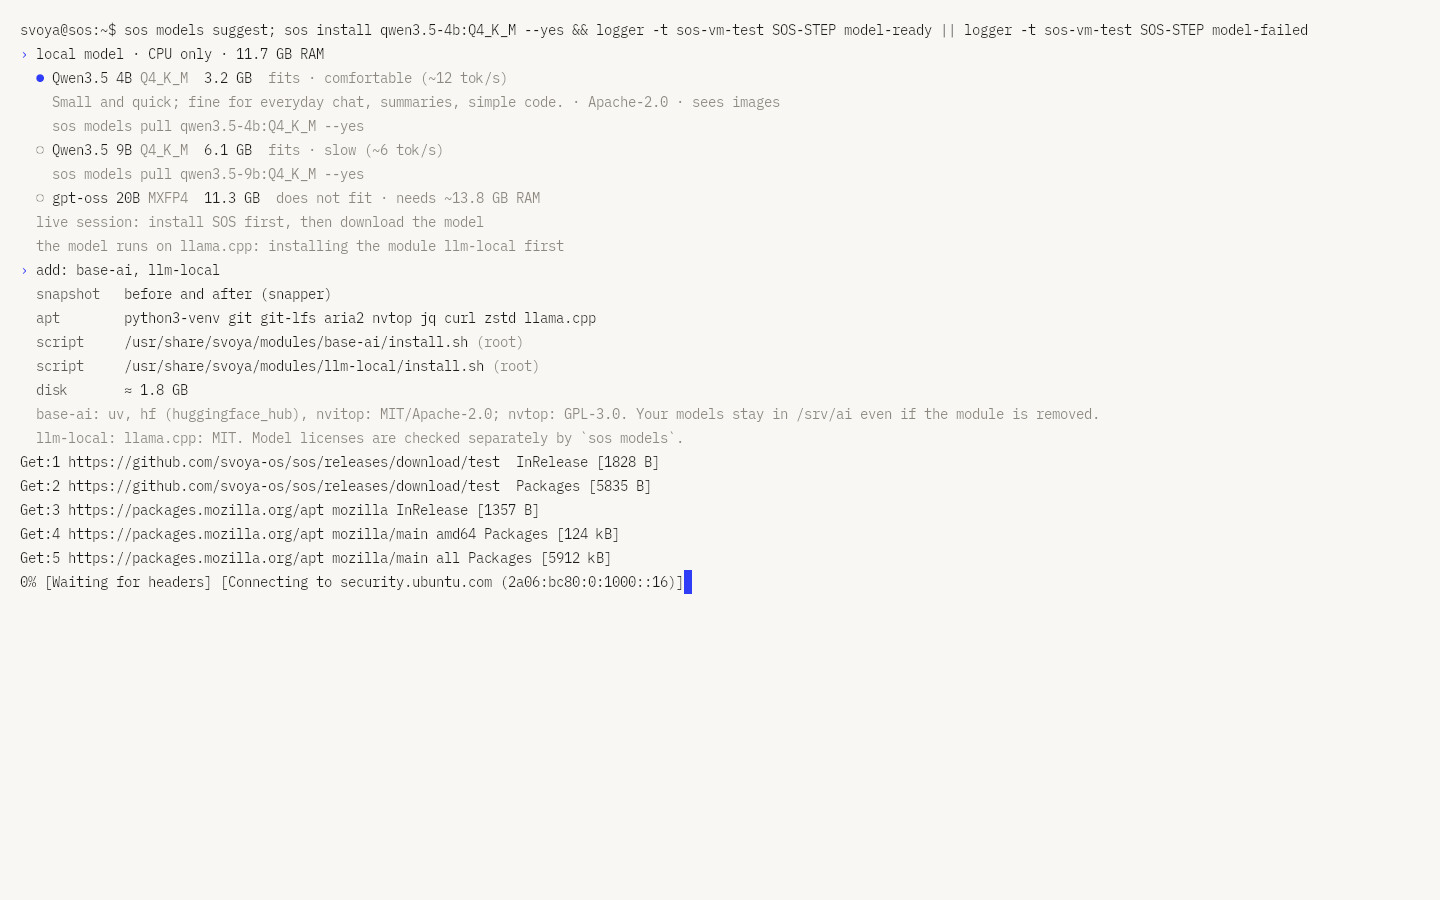 svoya@sos:~$ sos models suggest; sos install qwen3.5-4b:Q4_K_M --yes && logger -t sos-vm-test SOS-STEP model-ready || logger -t sos-vm-test SOS-STEP model-failed
› local model · CPU only · 11.7 GB RAM
● Qwen3.5 4B Q4_K_M  3.2 GB  fits · comfortable (~12 tok/s)
Small and quick; fine for everyday chat, summaries, simple code. · Apache-2.0 · sees images
sos models pull qwen3.5-4b:Q4_K_M --yes
○ Qwen3.5 9B Q4_K_M  6.1 GB  fits · slow (~6 tok/s)
sos models pull qwen3.5-9b:Q4_K_M --yes
○ gpt-oss 20B MXFP4  11.3 GB  does not fit · needs ~13.8 GB RAM
live session: install SOS first, then download the model
the model runs on llama.cpp: installing the module llm-local first
› add: base-ai, llm-local
snapshot   before and after (snapper)
apt        python3-venv git git-lfs aria2 nvtop jq curl zstd llama.cpp
script     /usr/share/svoya/modules/base-ai/install.sh (root)
script     /usr/share/svoya/modules/llm-local/install.sh (root)
disk       ≈ 1.8 GB
base-ai: uv, hf (huggingface_hub), nvitop: MIT/Apache-2.0; nvtop: GPL-3.0. Your models stay in /srv/ai even if the module is removed.
llm-local: llama.cpp: MIT. Model licenses are checked separately by `sos models`.
Get:1 https://github.com/svoya-os/sos/releases/download/test  InRelease [1828 B]
Get:2 https://github.com/svoya-os/sos/releases/download/test  Packages [5835 B]
Get:3 https://packages.mozilla.org/apt mozilla InRelease [1357 B]
Get:4 https://packages.mozilla.org/apt mozilla/main amd64 Packages [124 kB]
Get:5 https://packages.mozilla.org/apt mozilla/main all Packages [5912 kB]
0% [Waiting for headers] [Connecting to security.ubuntu.com (2a06:bc80:0:1000::16)]